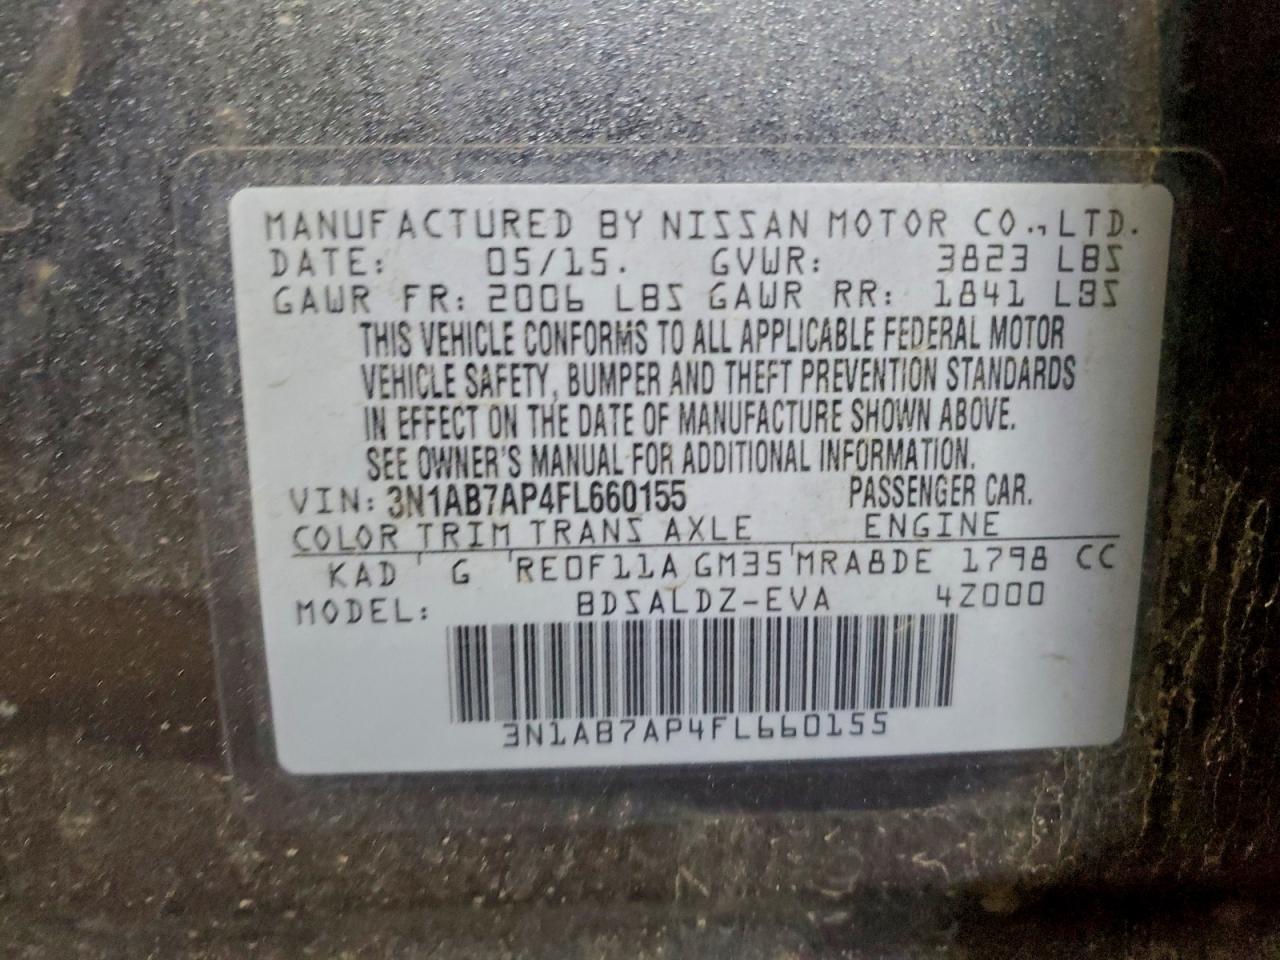 MANUFACTURED BY NISSAN MOTOR CO., LTD.
DATE: 05/15. GVWR: 3823 LBS
GAWR FR: 2006 LBS GAWR RR: 1841 LBS
THIS VEHICLE CONFORMS TO ALL APPLICABLE FEDERAL MOTOR
VEHICLE SAFETY, BUMPER AND THEFT PREVENTION STANDARDS
IN EFFECT ON THE DATE OF MANUFACTURE SHOWN ABOVE.
SEE OWNER'S MANUAL FOR ADDITIONAL INFORMATION.
VIN: 3N1AB7AP4FL660155 PASSENGER CAR.
COLOR TRIM TRANS AXLE ENGINE
KAD G RE0F11A GM35 MRA8DE 1798 CC
MODEL: BDSALDZ-EVA 4Z000
3N1AB7AP4FL660155